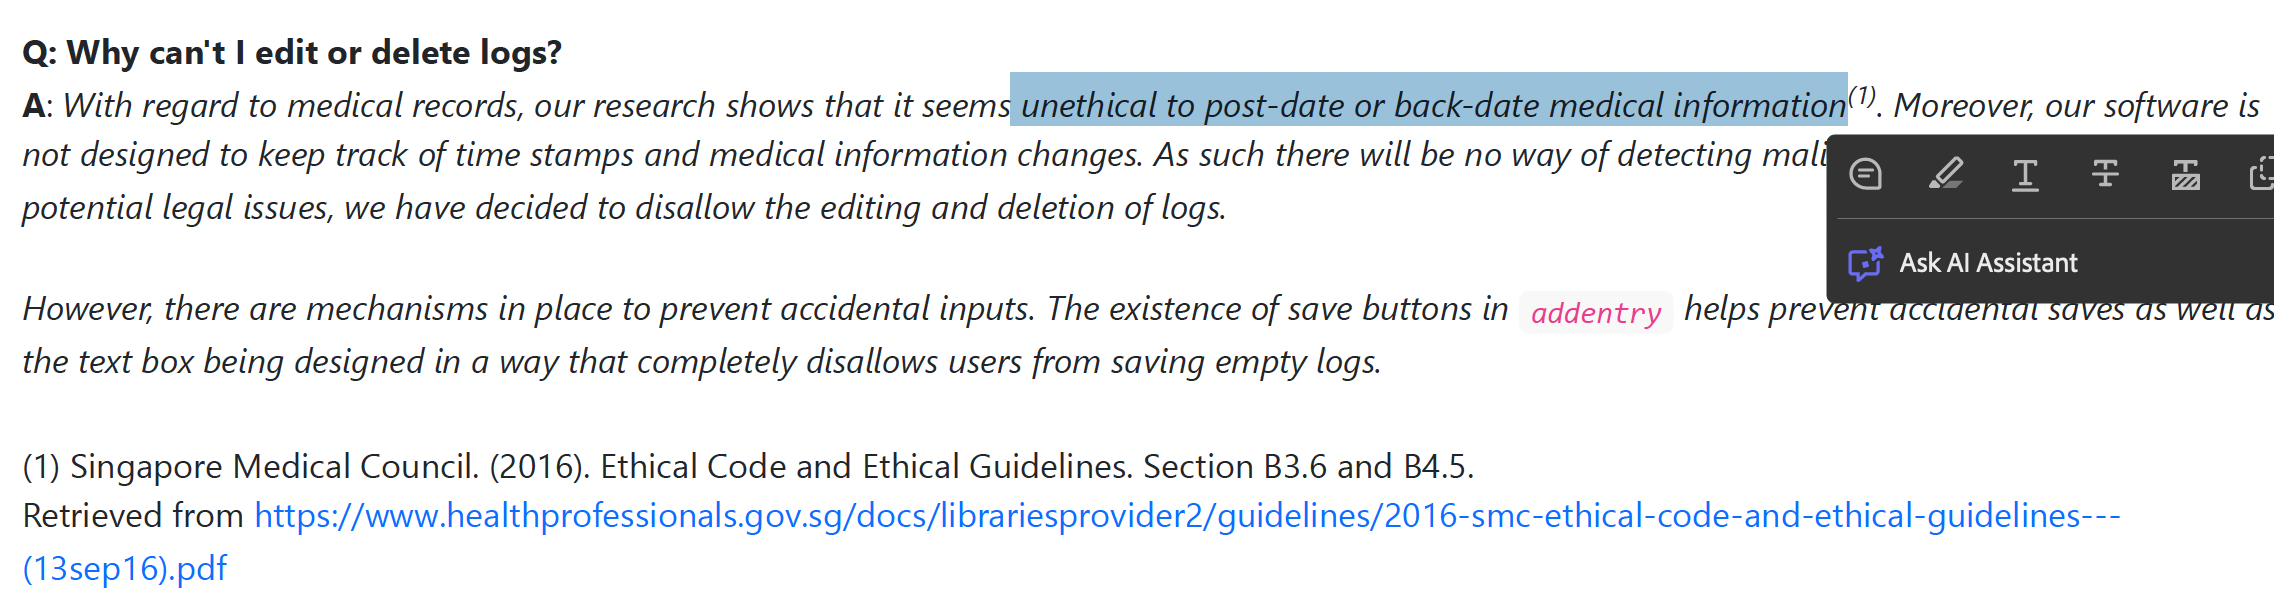 Q: Why can't I edit or delete logs?
A: With regard to medical records, our research shows that it seems unethical to post-date or back-date medical information(1). Moreover, our software is
not designed to keep track of time stamps and medical information changes. As such there will be no way of detecting
potential legal issues, we have decided to disallow the editing and deletion of logs.
Ask AI Assistant
However, there are mechanisms in place to prevent accidental inputs. The existence of save buttons in addentry helps prevent accidental saves as well as
the text box being designed in a way that completely disallows users from saving empty logs.
(1) Singapore Medical Council. (2016). Ethical Code and Ethical Guidelines. Section B3.6 and B4.5.
Retrieved from https://www.healthprofessionals.gov.sg/docs/librariesprovider2/guidelines/2016-smc-ethical-code-and-ethical-guidelines---
(13sep16).pdf